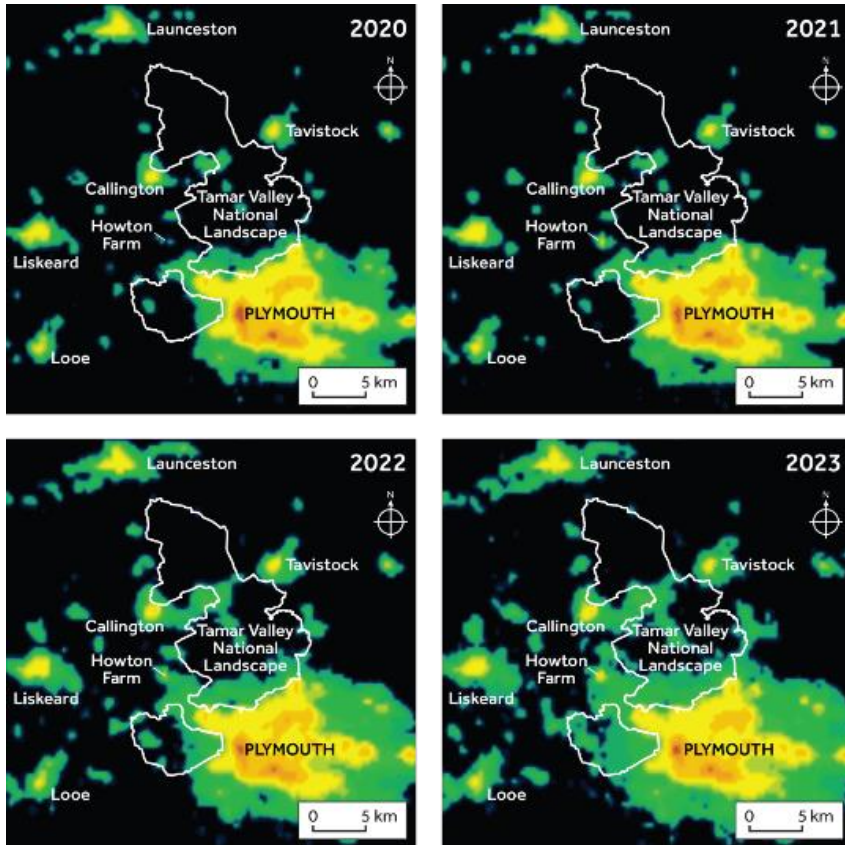 Launceston
2020
N
Tavistock
Callington
Tamar Valley
National
Landscape
Howton
Farm
Liskeard
PLYMOUTH
Looe
0 5 km
Launceston
2021
N
Tavistock
Callington
Tamar Valley
National
Landscape
Howton
Farm
Liskeard
PLYMOUTH
Looe
0 5 km
Launceston
2022
N
Tavistock
Callington
Tamar Valley
National
Landscape
Howton
Farm
Liskeard
PLYMOUTH
Looe
0 5 km
Launceston
2023
N
Tavistock
Callington
Tamar Valley
National
Landscape
Howton
Farm
Liskeard
PLYMOUTH
Looe
0 5 km